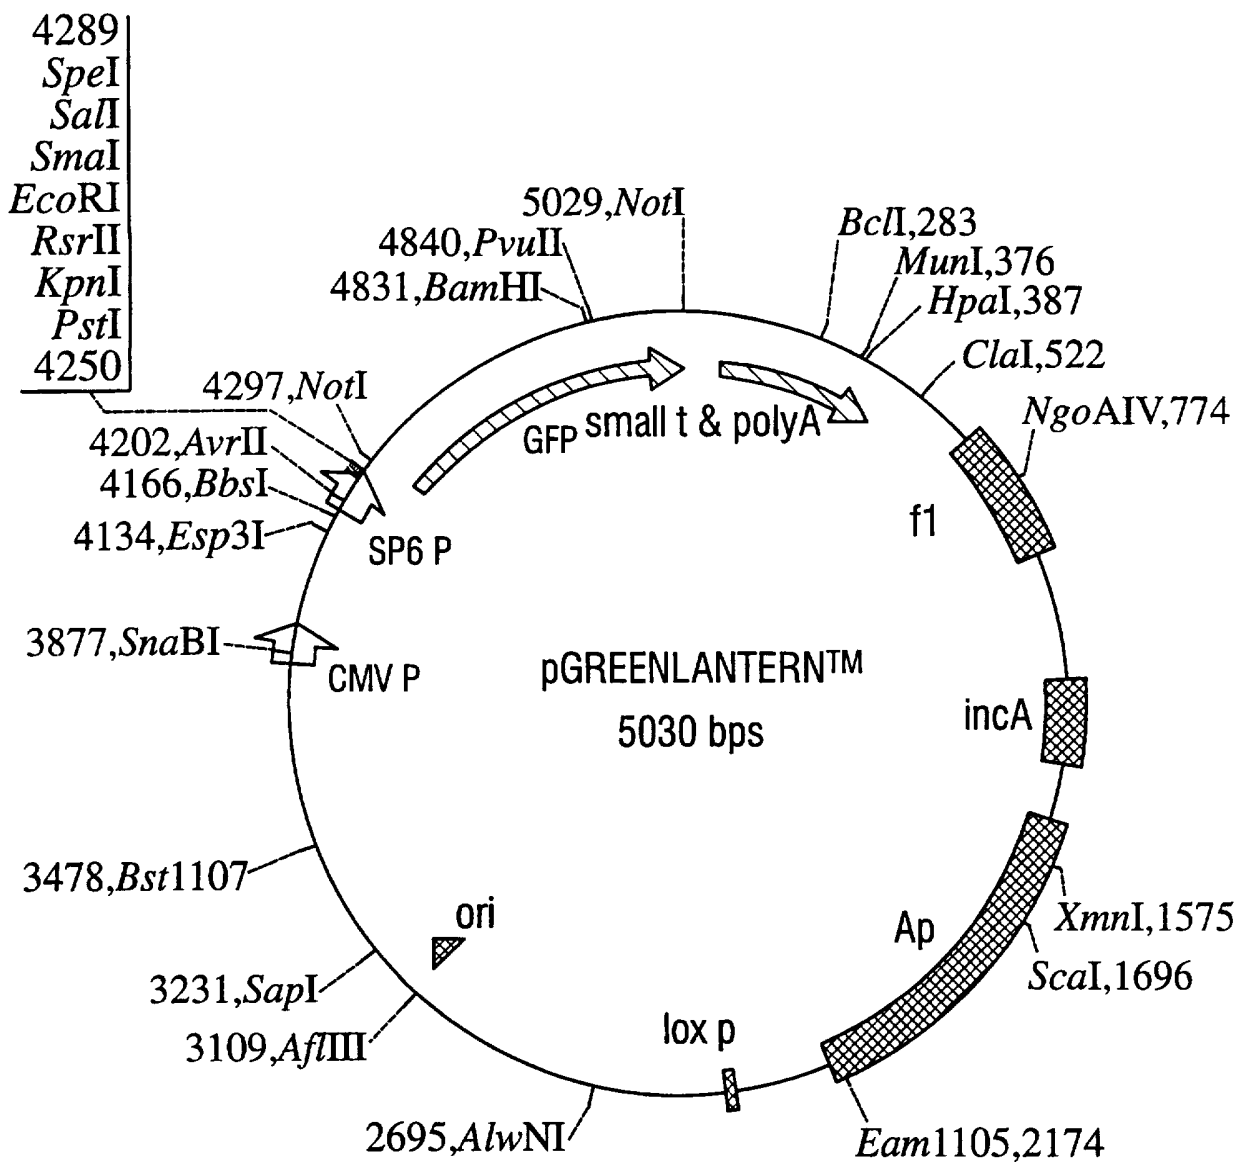 4289
SpeI
SalI
SmaI
EcoRI
RsrII
KpnI
PstI
4250
5029,NotI
4840,PvuII
4831,BamHI
BclI,283
MunI,376
HpaI,387
ClaI,522
NgoAIV,774
4297,NotI
4202,AvrII
4166,BbsI
4134,Esp3I
GFP
small t & polyA
f1
SP6 P
3877,SnaBI
CMV P
pGREENLANTERN™
5030 bps
incA
3478,Bst1107
ori
Ap
XmnI,1575
ScaI,1696
3231,SapI
3109,AflIII
lox p
2695,AlwNI
Eam1105,2174